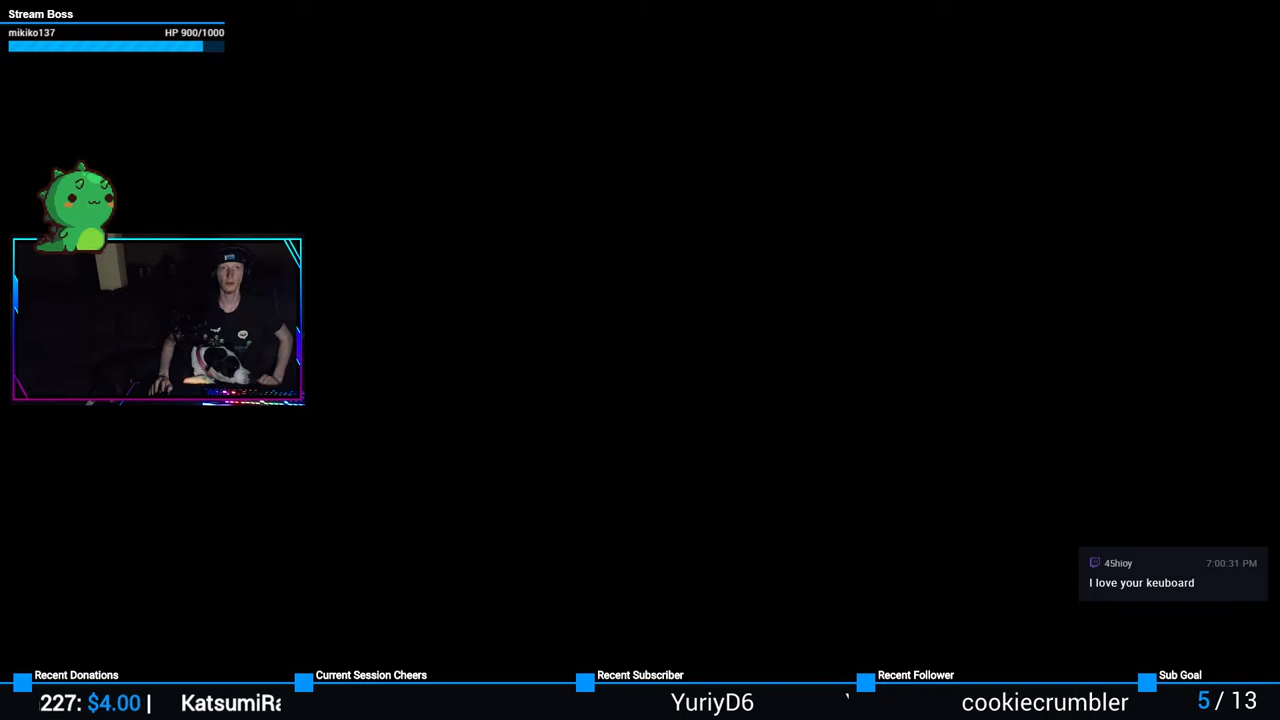 Stream Boss
mikiko137 HP 900/1000
45hioy 7:00:31 PM
I love your keuboard
Recent Donations
227: $4.00 |
Current Session Cheers
Recent Subscriber
YuriyD6
Recent Follower
cookiecrumbler
Sub Goal
5 / 13